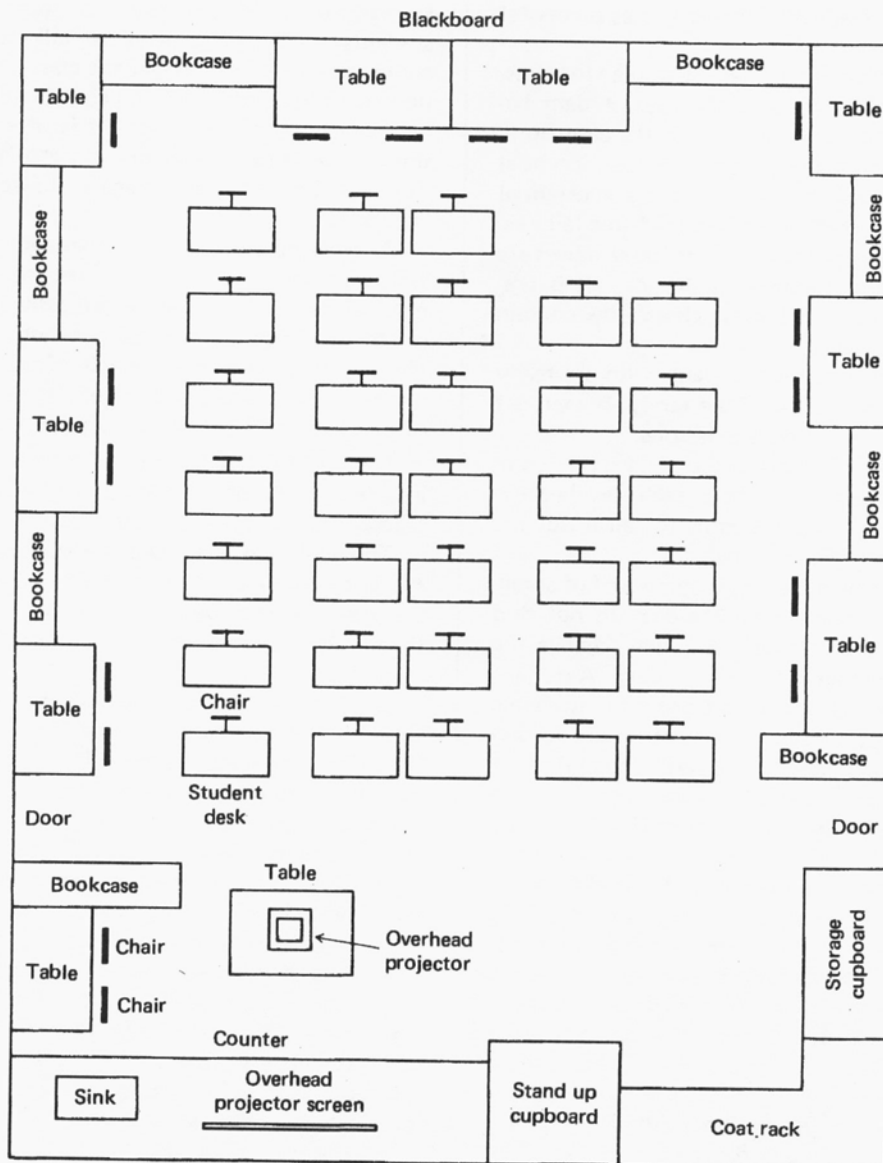 Blackboard
Bookcase
Bookcase
Table
Table
Table
Table
Bookcase
Bookcase
Table
Table
Bookcase
Bookcase
Table
Table
Chair
Bookcase
Student
desk
Door
Door
Bookcase
Table
Chair
Overhead
projector
Storage
cupboard
Table
Chair
Counter
Sink
Overhead
projector screen
Stand up
cupboard
Coat rack